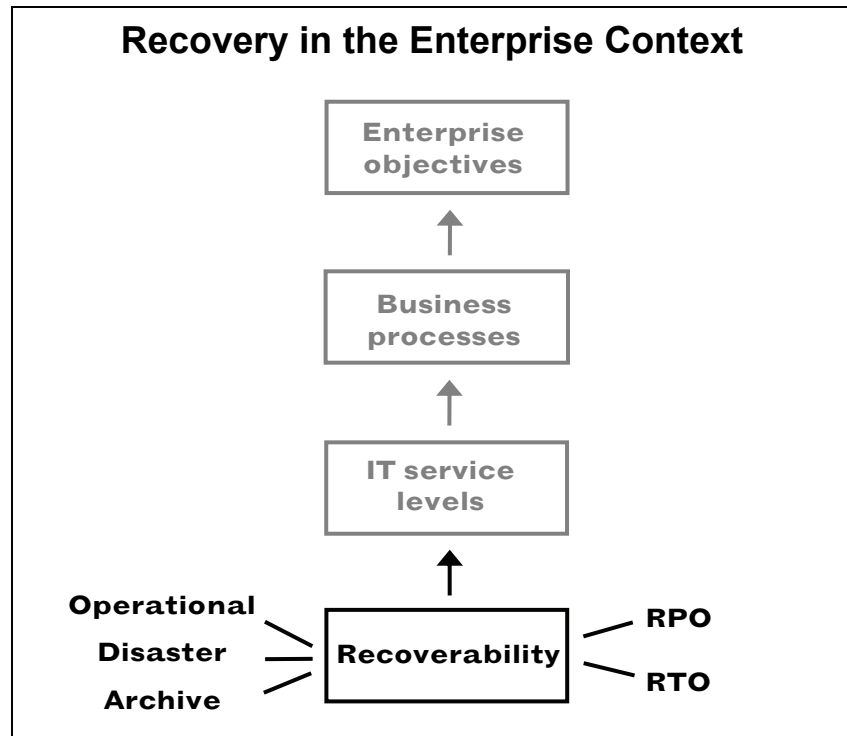 Recovery in the Enterprise Context
Enterprise
objectives
Business
processes
IT service
levels
Operational
Disaster
Archive
Recoverability
RPO
RTO